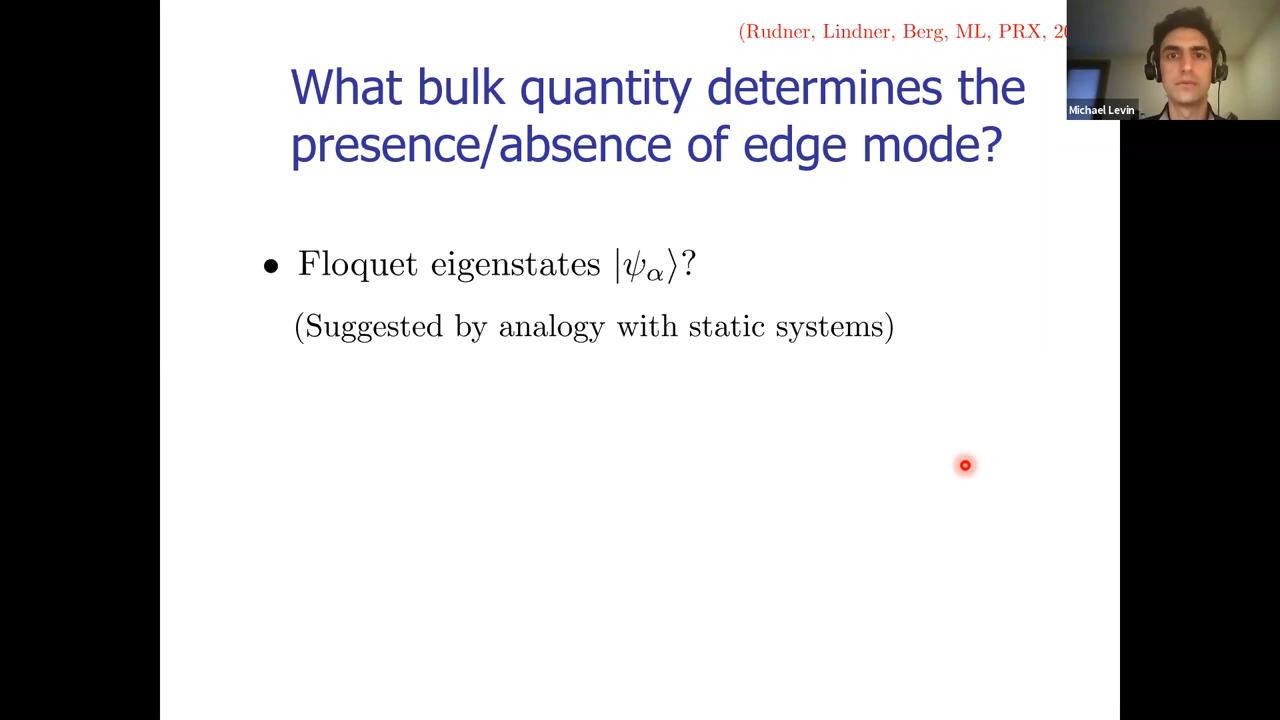 (Rudner, Lindner, Berg, ML, PRX,
Michael Levin
What bulk quantity determines the
presence/absence of edge mode?
• Floquet eigenstates |ψα⟩?
(Suggested by analogy with static systems)